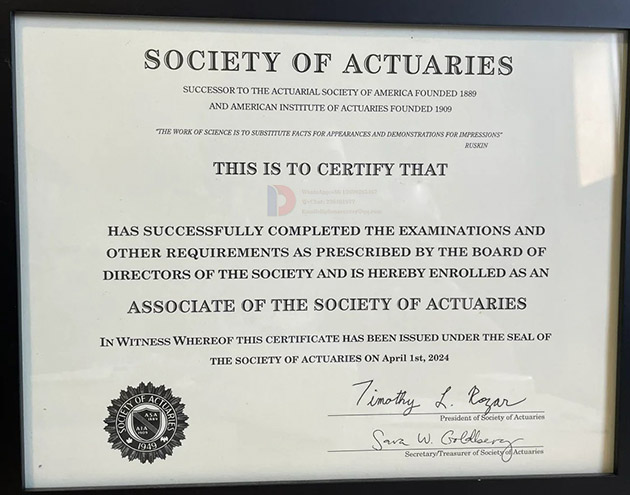 SOCIETY OF ACTUARIES
SUCCESSOR TO THE ACTUARIAL SOCIETY OF AMERICA FOUNDED 1889
AND AMERICAN INSTITUTE OF ACTUARIES FOUNDED 1909
"THE WORK OF SCIENCE IS TO SUBSTITUTE FACTS FOR APPEARANCES AND DEMONSTRATIONS FOR IMPRESSIONS"
RUSKIN
THIS IS TO CERTIFY THAT
HAS SUCCESSFULLY COMPLETED THE EXAMINATIONS AND
OTHER REQUIREMENTS AS PRESCRIBED BY THE BOARD OF
DIRECTORS OF THE SOCIETY AND IS HEREBY ENROLLED AS AN
ASSOCIATE OF THE SOCIETY OF ACTUARIES
IN WITNESS WHEREOF THIS CERTIFICATE HAS BEEN ISSUED UNDER THE SEAL OF
THE SOCIETY OF ACTUARIES ON April 1st, 2024
Timothy L. Rozar
President of Society of Actuaries
Sara W. Goldberg
Secretary/Treasurer of Society of Actuaries
SOCIETY OF ACTUARIES
ASA
AIA
1949